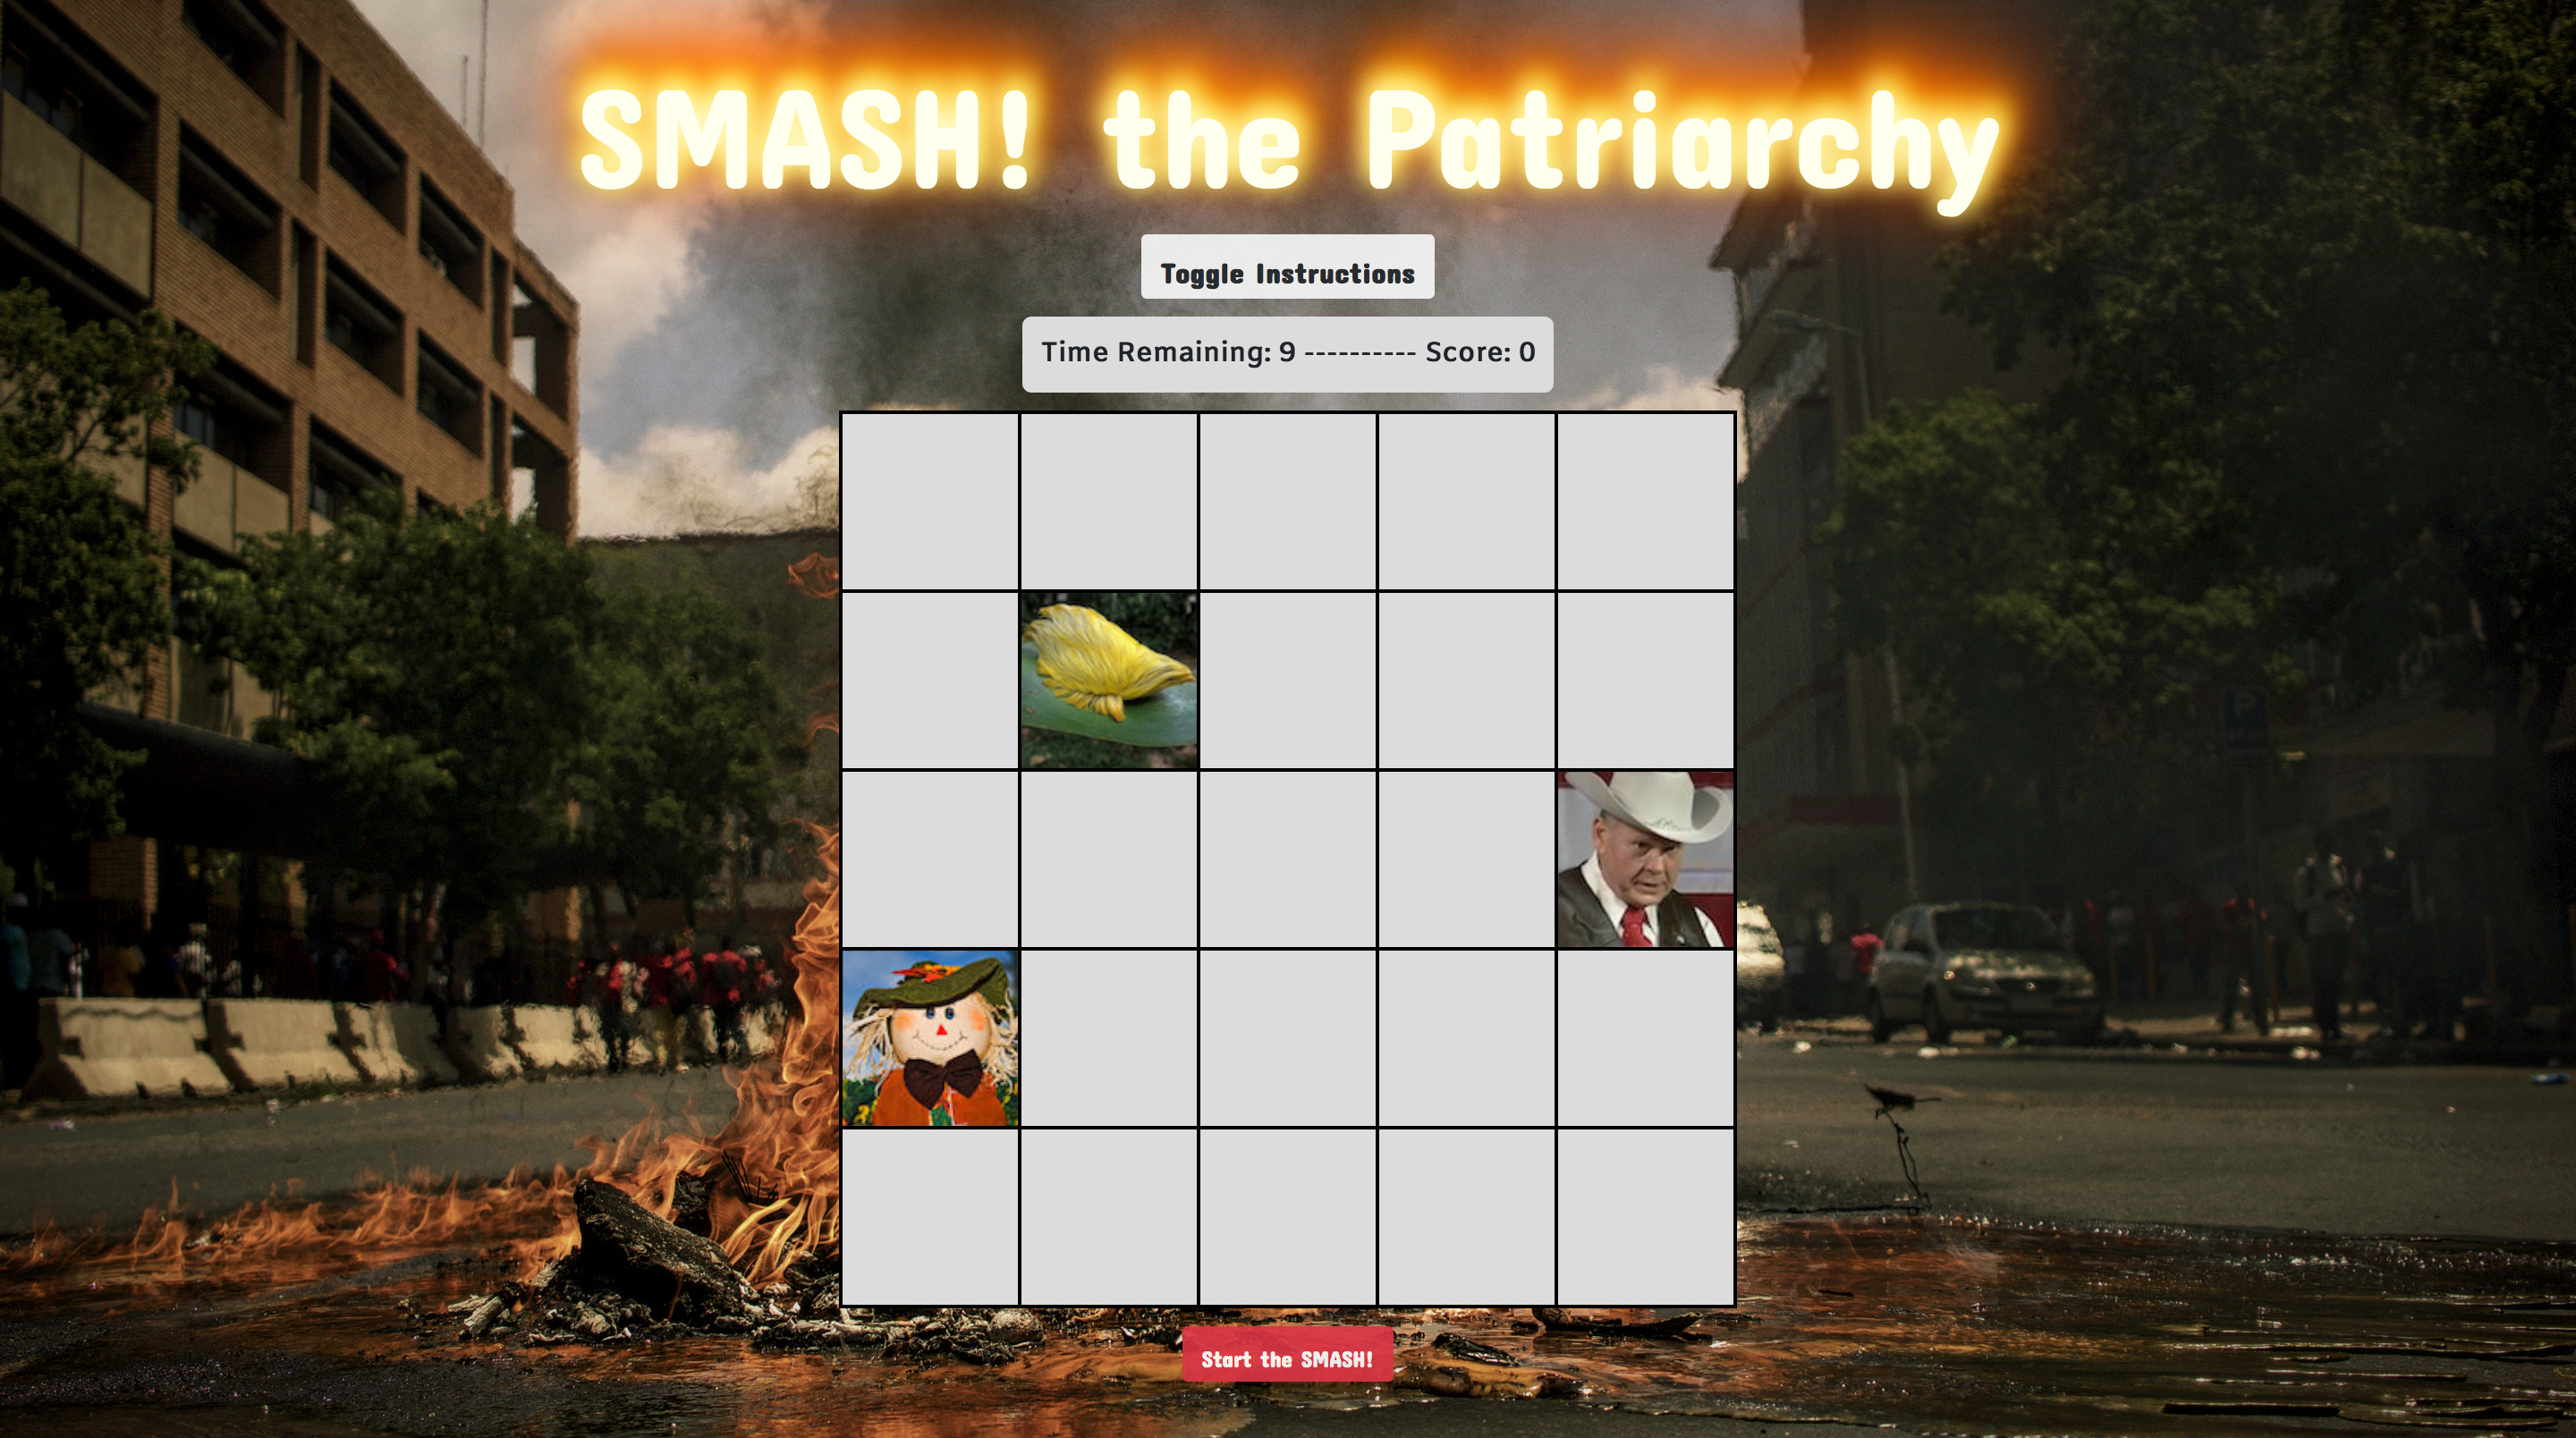 SMASH! the Patriarchy
Toggle Instructions
Time Remaining: 9 ---------- Score: 0
Start the SMASH!